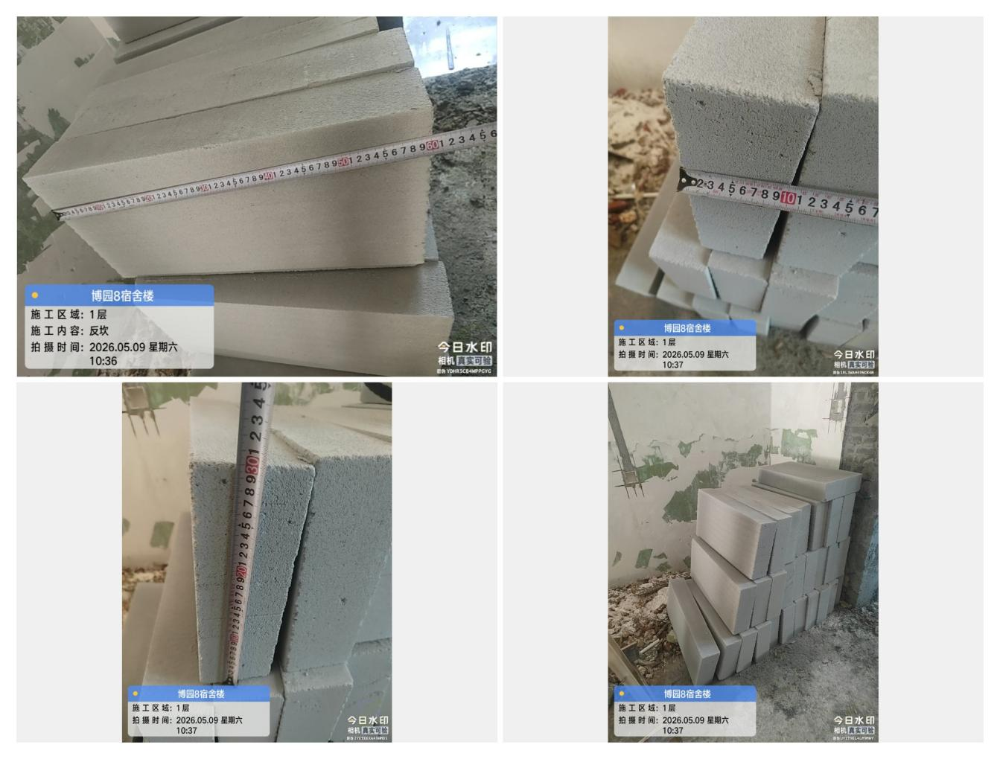 博园8宿舍楼
施工区域：1层
施工内容：反坎
拍摄时间：2026.05.09 星期六
10:36
今日水印
相机 真实可验
防伪 YDHR3CB4MPPGYG
博园8宿舍楼
施工区域：1层
拍摄时间：2026.05.09 星期六
10:37
今日水印
相机 真实可验
博园8宿舍楼
施工区域：1层
拍摄时间：2026.05.09 星期六
10:37
今日水印
相机 真实可验
博园8宿舍楼
施工区域：1层
拍摄时间：2026.05.09 星期六
10:37
今日水印
相机 真实可验